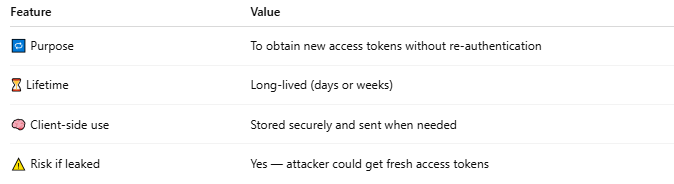 Feature Value
🔁 Purpose To obtain new access tokens without re-authentication
⏳ Lifetime Long-lived (days or weeks)
🧠 Client-side use Stored securely and sent when needed
⚠️ Risk if leaked Yes — attacker could get fresh access tokens